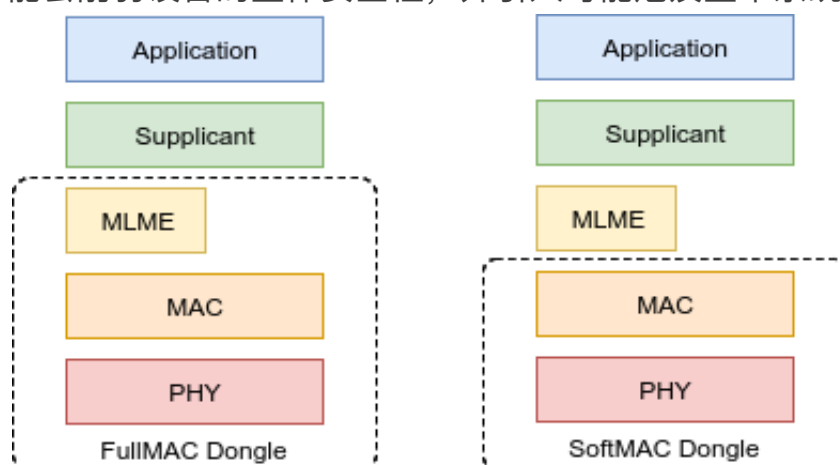 Application
Supplicant
MLME
MAC
PHY
FullMAC Dongle
Application
Supplicant
MLME
MAC
PHY
SoftMAC Dongle